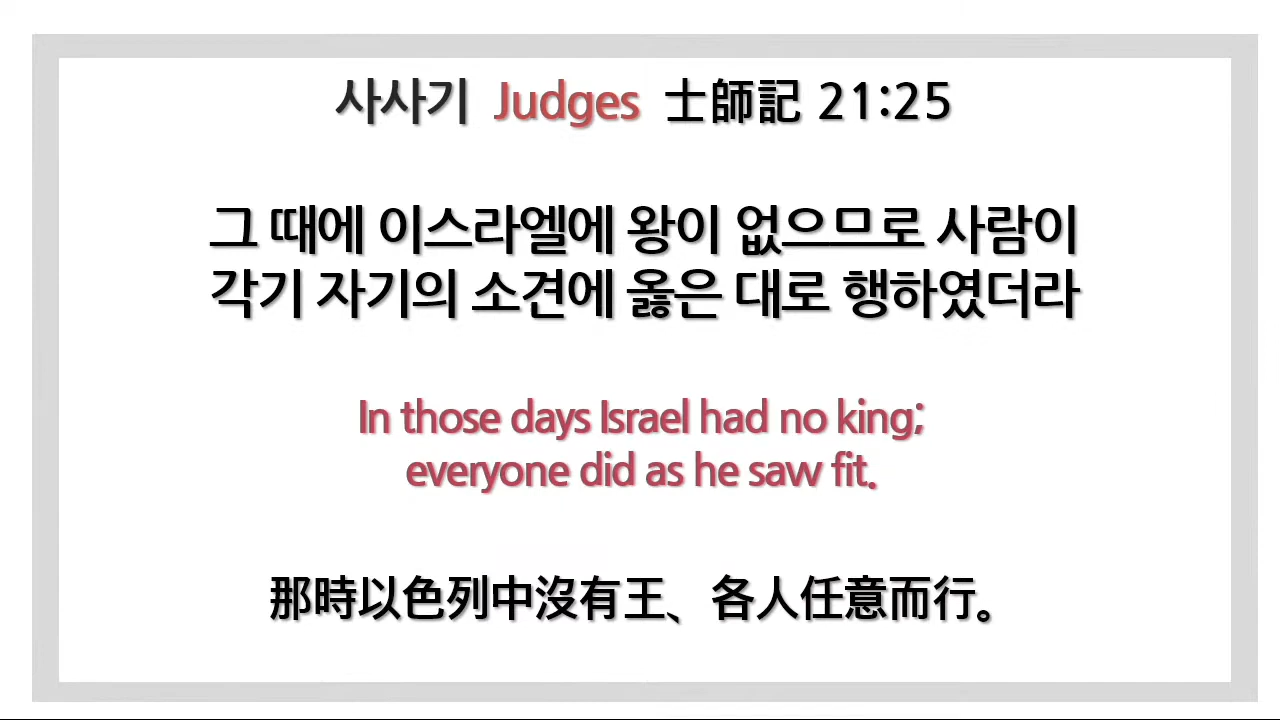 사사기 Judges 士師記 21:25
그 때에 이스라엘에 왕이 없으므로 사람이
각기 자기의 소견에 옳은 대로 행하였더라
In those days Israel had no king;
everyone did as he saw fit.
那時以色列中沒有王、各人任意而行。